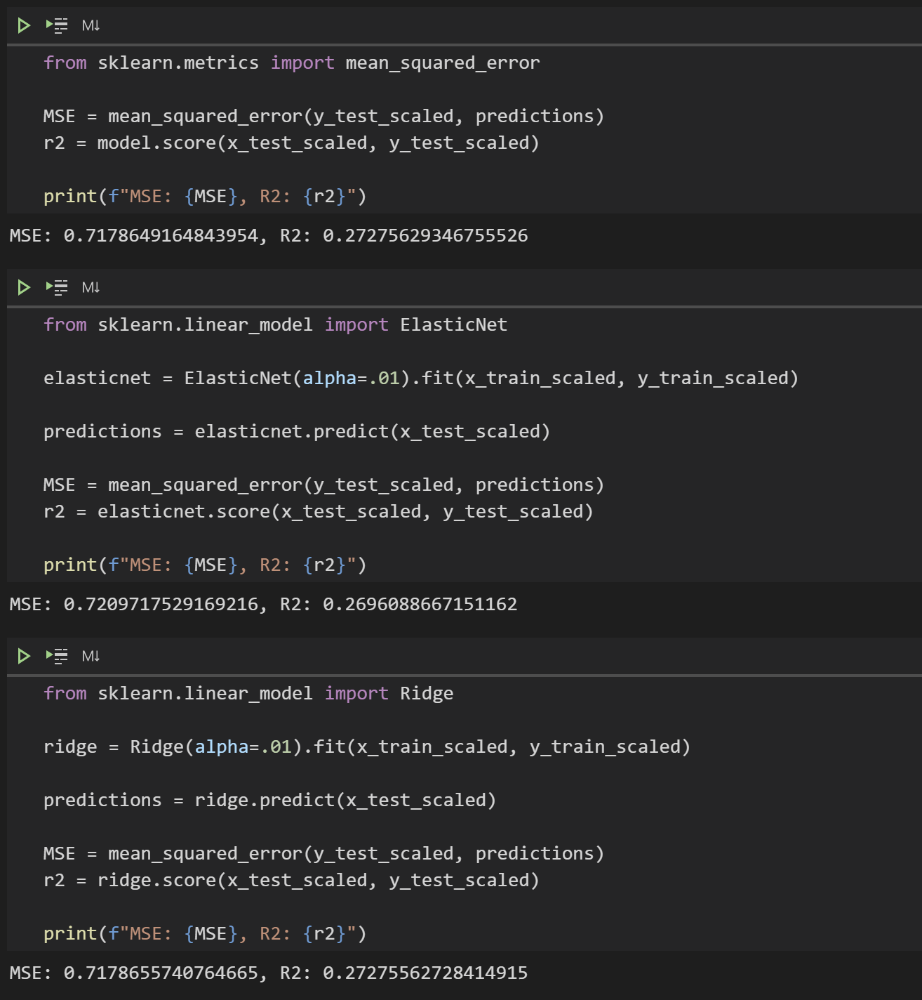 M↓
from sklearn.metrics import mean_squared_error
MSE = mean_squared_error(y_test_scaled, predictions)
r2 = model.score(x_test_scaled, y_test_scaled)
print(f"MSE: {MSE}, R2: {r2}")
MSE: 0.7178649164843954, R2: 0.27275629346755526
M↓
from sklearn.linear_model import ElasticNet
elasticnet = ElasticNet(alpha=.01).fit(x_train_scaled, y_train_scaled)
predictions = elasticnet.predict(x_test_scaled)
MSE = mean_squared_error(y_test_scaled, predictions)
r2 = elasticnet.score(x_test_scaled, y_test_scaled)
print(f"MSE: {MSE}, R2: {r2}")
MSE: 0.7209717529169216, R2: 0.2696088667151162
M↓
from sklearn.linear_model import Ridge
ridge = Ridge(alpha=.01).fit(x_train_scaled, y_train_scaled)
predictions = ridge.predict(x_test_scaled)
MSE = mean_squared_error(y_test_scaled, predictions)
r2 = ridge.score(x_test_scaled, y_test_scaled)
print(f"MSE: {MSE}, R2: {r2}")
MSE: 0.7178655740764665, R2: 0.27275562728414915